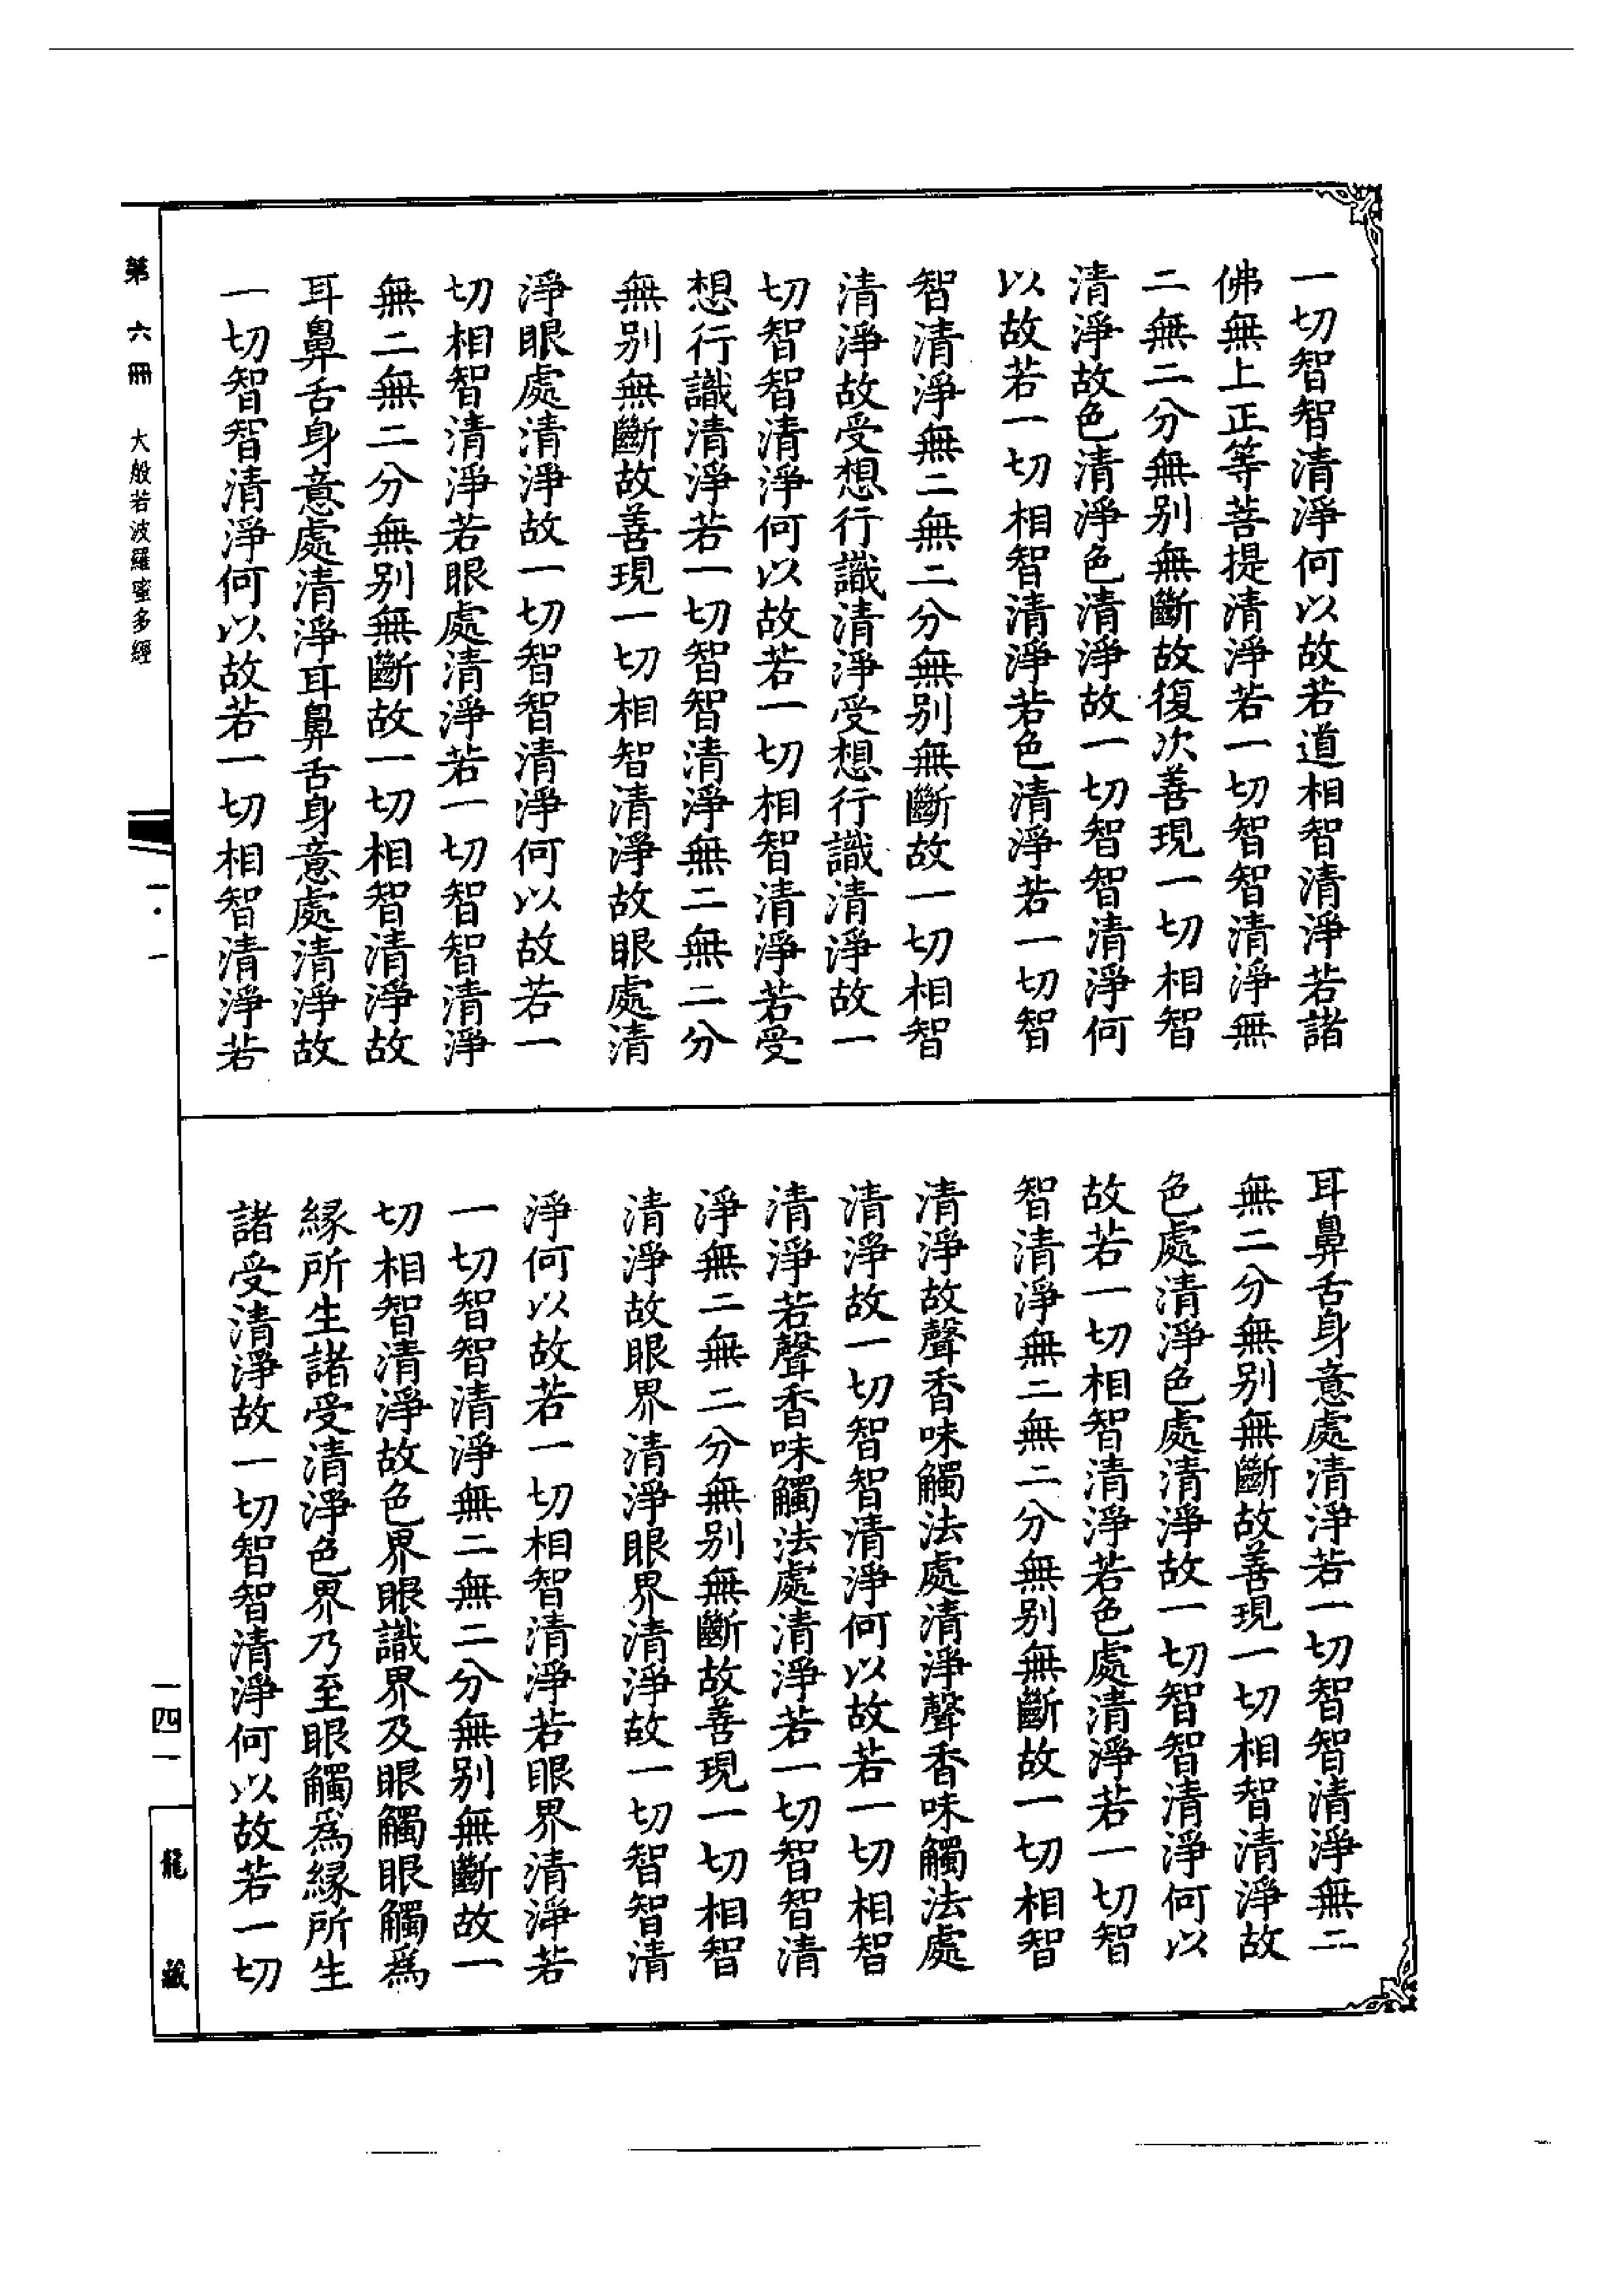 一切智智清淨何以故若道相智清淨若諸
佛無上正等菩提清淨若一切智智清淨無
二無二分無別無斷故復次善現一切相智
清淨故色清淨色清淨故一切智智清淨何
以故若一切相智清淨若色清淨若一切智
智清淨無二無二分無別無斷故一切相智
清淨故受想行識清淨受想行識清淨故一
切智智清淨何以故若一切相智清淨若受
想行識清淨若一切智智清淨無二無二分
無別無斷故善現一切相智清淨故眼處清
淨眼處清淨故一切智智清淨何以故若一
切相智清淨若眼處清淨若一切智智清淨
無二無二分無別無斷故一切相智清淨故
耳鼻舌身意處清淨耳鼻舌身意處清淨故
一切智智清淨何以故若一切相智清淨若
耳鼻舌身意處清淨若一切智智清淨無二
無二分無別無斷故善現一切相智清淨故
色處清淨色處清淨故一切智智清淨何以
故若一切相智清淨若色處清淨若一切智
智清淨無二無二分無別無斷故一切相智
清淨故聲香味觸法處清淨聲香味觸法處
清淨故一切智智清淨何以故若一切相智
清淨若聲香味觸法處清淨若一切智智清
淨無二無二分無別無斷故善現一切相智
清淨故眼界清淨眼界清淨故一切智智清
淨何以故若一切相智清淨若眼界清淨若
一切智智清淨無二無二分無別無斷故一
切相智清淨故色界眼識界及眼觸眼觸為
緣所生諸受清淨色界乃至眼觸為緣所生
諸受清淨故一切智智清淨何以故若一切
第六冊 大般若波羅蜜多經
一·一
一四一
龍藏